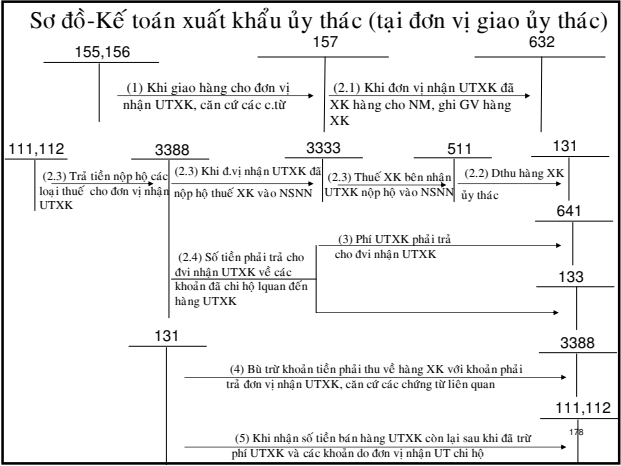 Sơ đồ-Kế toán xuất khẩu ủy thác (tại đơn vị giao ủy thác)
155,156
157
632
(1) Khi giao hàng cho đơn vị
nhận UTXK, căn cứ các c.từ
(2.1) Khi đơn vị nhận UTXK đã
XK hàng cho NM, ghi GV hàng
XK
111,112
3388
3333
511
131
(2.3) Trả tiền nộp hộ các
loại thuế cho đơn vị nhận
UTXK
(2.3) Khi đ.vị nhận UTXK đã
nộp hộ thuế XK vào NSNN
(2.3) Thuế XK bên nhận
UTXK nộp hộ vào NSNN
(2.2) Dthu hàng XK
ủy thác
641
(2.4) Số tiền phải trả cho
đvi nhận UTXK về các
khoản đã chi hộ lquan đến
hàng UTXK
(3) Phí UTXK phải trả
cho đvi nhận UTXK
133
131
3388
(4) Bù trừ khoản tiền phải thu về hàng XK với khoản phải
trả đơn vị nhận UTXK, căn cứ các chứng từ liên quan
111,112
178
(5) Khi nhận số tiền bán hàng UTXK còn lại sau khi đã trừ
phí UTXK và các khoản do đơn vị nhận UT chi hộ